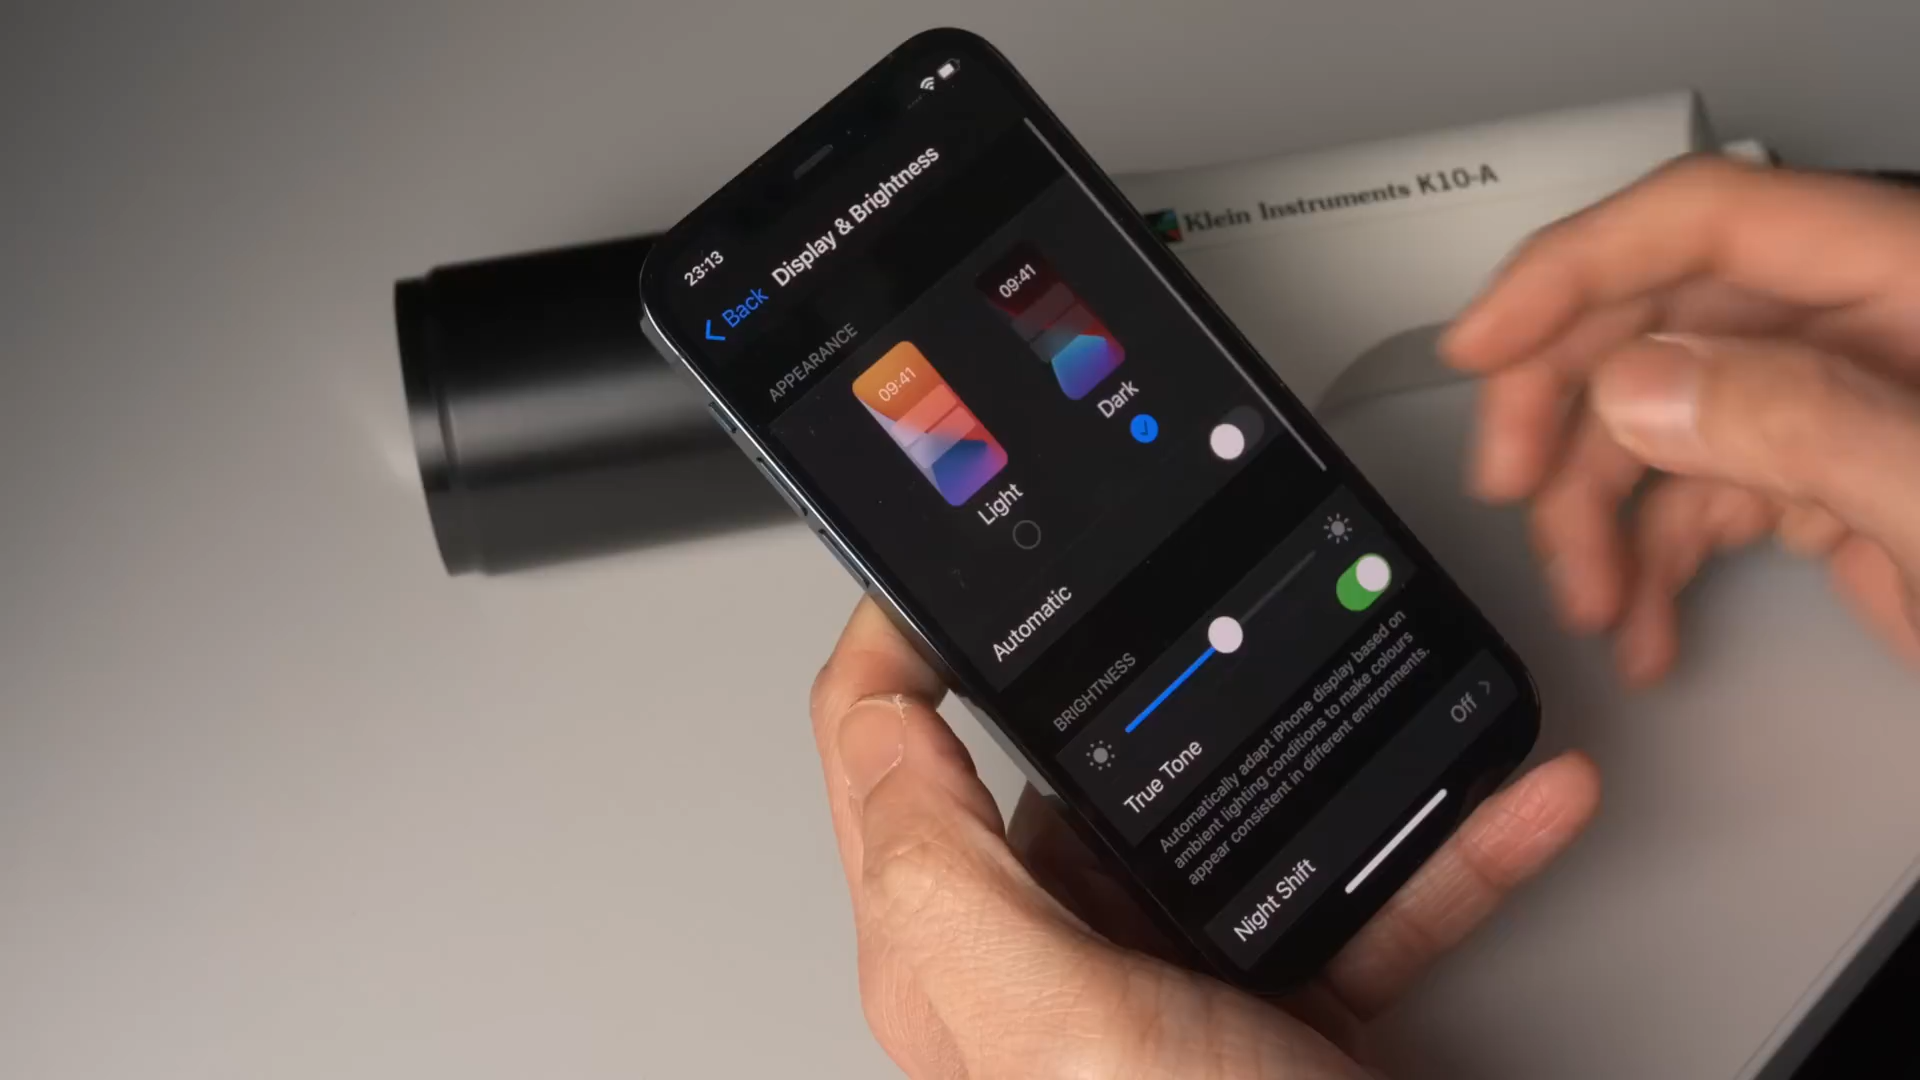 23:13
Back
Display & Brightness
APPEARANCE
09:41
09:41
Light
Dark
Automatic
BRIGHTNESS
True Tone
Automatically adapt iPhone display based on
ambient lighting conditions to make colours
appear consistent in different environments.
Night Shift
Off
Klein Instruments K10-A